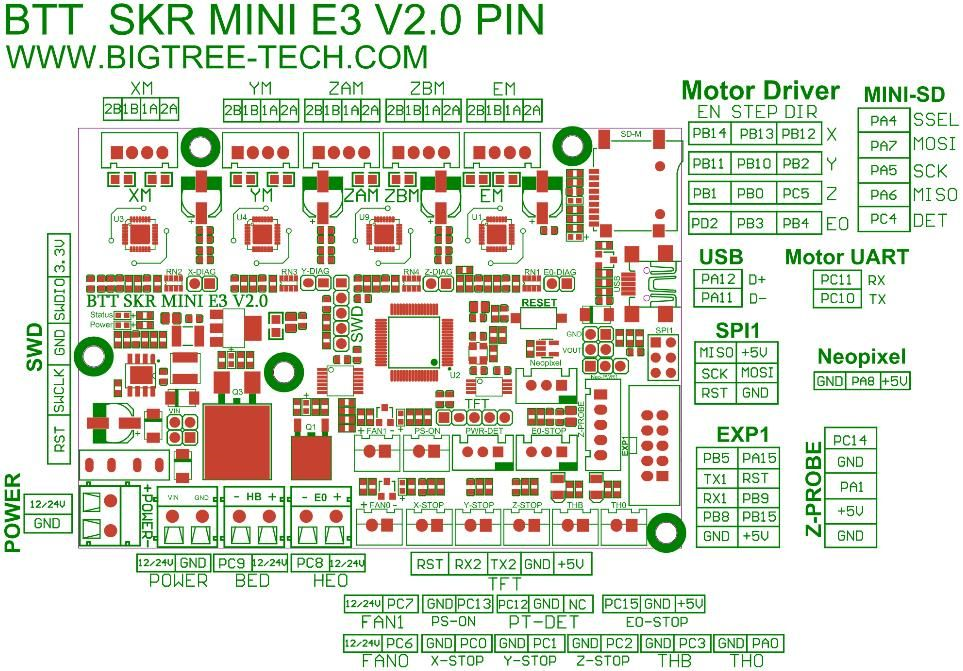 BTT SKR MINI E3 V2.0 PIN
WWW.BIGTREE-TECH.COM
XM YM ZAM ZBM EM
2B 1B 1A 2A 2B 1B 1A 2A 2B 1B 1A 2A 2B 1B 1A 2A 2B 1B 1A 2A
Motor Driver
EN STEP DIR
PB14 PB13 PB12 X
PB11 PB10 PB2 Y
PB1 PB0 PC5 Z
PD2 PB3 PB4 E0
MINI-SD
PA4 SSEL
PA7 MOSI
PA5 SCK
PA6 MISO
PC4 DET
SD-M
XM YM ZAM ZBM EM
U3 U4 U9
USB
PA12 D+
PA11 D-
Motor UART
PC11 RX
PC10 TX
RN2 X-DIAG RN3 Y-DIAG RN4 Z-DIAG RN1 E0-DIAG
BTT SKR MINI E3 V2.0
Status
Power
SWD
RESET
GND
VOUT
Neopixel
SPI1
U2
SWD
3.3V
SWDIO
GND
SWCLK
RST
SPI1
MISO +5V
SCK MOSI
RST GND
Neopixel
GND PA8 +5V
VIN
Q3
Q1
TFT
FAN1 PS-ON PWR-DET E0-STOP
Z-PROBE
EXP1
EXP1
PB5 PA15
TX1 RST
RX1 PB9
PB8 PB15
GND +5V
Z-PROBE
PC14
GND
PA1
+5V
GND
POWER
12/24V
GND
+POWER-
VIN GND
- HB +
- E0 +
FAN0 X-STOP Y-STOP Z-STOP THB TH0
12/24V GND PC9 GND PC8 12/24V
POWER BED HE0
RST RX2 TX2 GND +5V
TFT
12/24V PC7 GND PC13 PC12 GND NC PC15 GND +5V
FAN1 PS-ON PT-DET E0-STOP
12/24V PC6 GND PC0 GND PC1 GND PC2 GND PC3 GND PA0
FAN0 X-STOP Y-STOP Z-STOP THB TH0